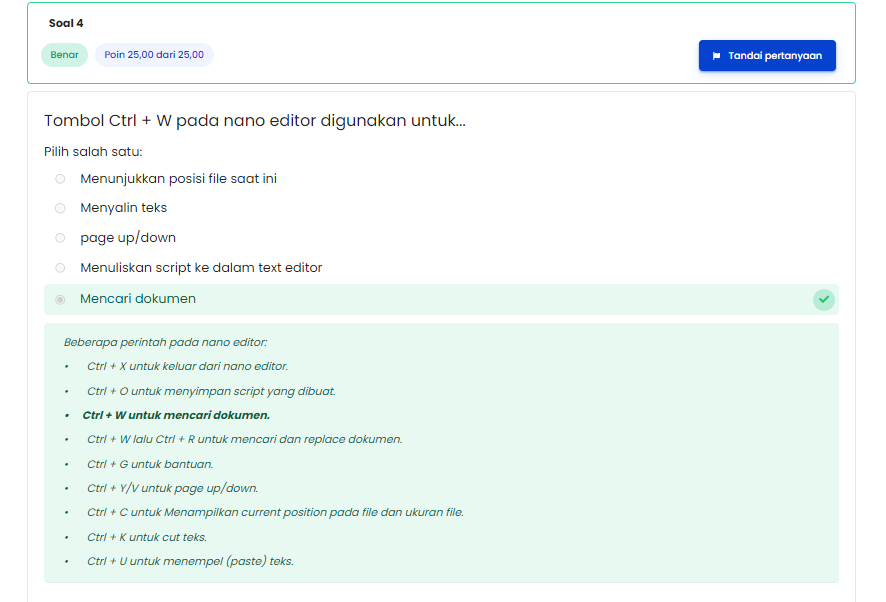 Soal 4
Benar
Poin 25,00 dari 25,00
Tandai pertanyaan
Tombol Ctrl + W pada nano editor digunakan untuk...
Pilih salah satu:
Menunjukkan posisi file saat ini
Menyalin teks
page up/down
Menuliskan script ke dalam text editor
Mencari dokumen
Beberapa perintah pada nano editor:
• Ctrl + X untuk keluar dari nano editor.
• Ctrl + O untuk menyimpan script yang dibuat.
• Ctrl + W untuk mencari dokumen.
• Ctrl + W lalu Ctrl + R untuk mencari dan replace dokumen.
• Ctrl + G untuk bantuan.
• Ctrl + Y/V untuk page up/down.
• Ctrl + C untuk Menampilkan current position pada file dan ukuran file.
• Ctrl + K untuk cut teks.
• Ctrl + U untuk menempel (paste) teks.